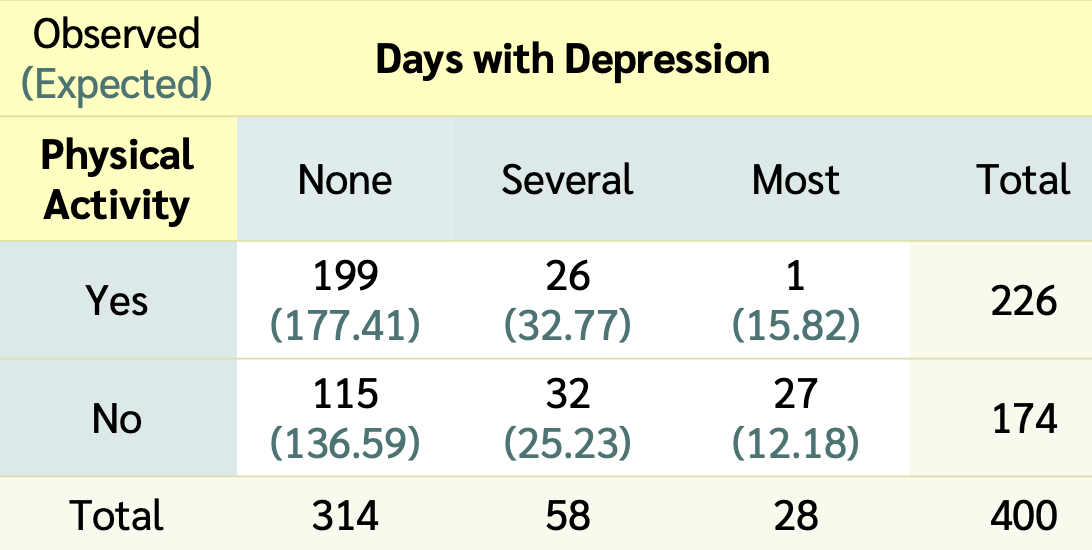 Observed
(Expected)
Days with Depression
Physical
Activity
None Several Most Total
Yes
199 26 1
(177.41) (32.77) (15.82)
226
No
115 32 27
(136.59) (25.23) (12.18)
174
Total 314 58 28 400